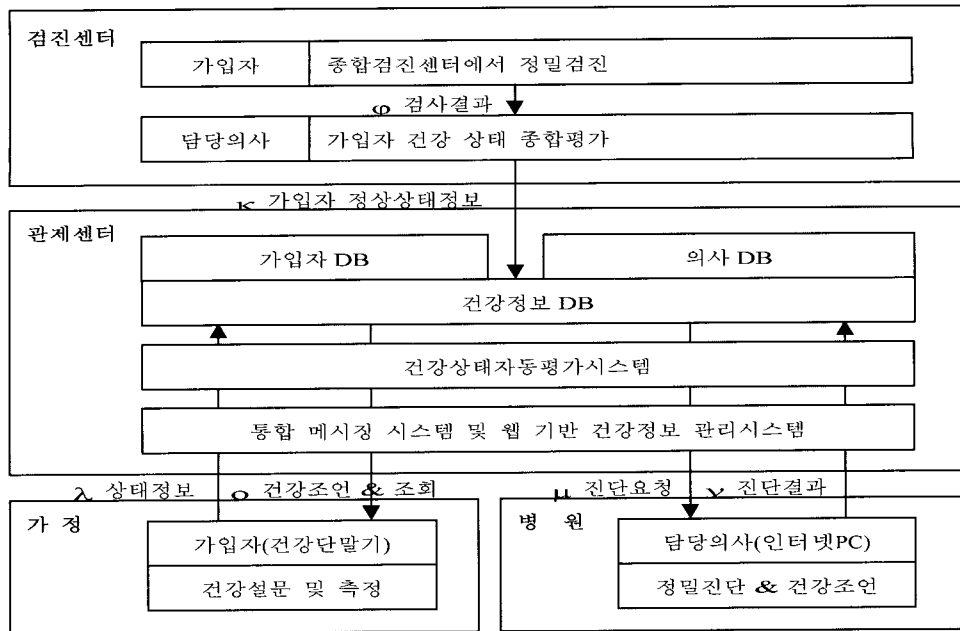 검진센터
가입자 종합검진센터에서 정밀검진
φ 검사결과
담당의사 가입자 건강 상태 종합평가
κ 가입자 정상상태정보
관제센터
가입자 DB 의사 DB
건강정보 DB
건강상태자동평가시스템
통합 메시징 시스템 및 웹 기반 건강정보 관리시스템
λ 상태정보 ο 건강조언 & 조회 μ 진단요청 ν 진단결과
가 정 병 원
가입자(건강단말기) 담당의사(인터넷PC)
건강설문 및 측정 정밀진단 & 건강조언